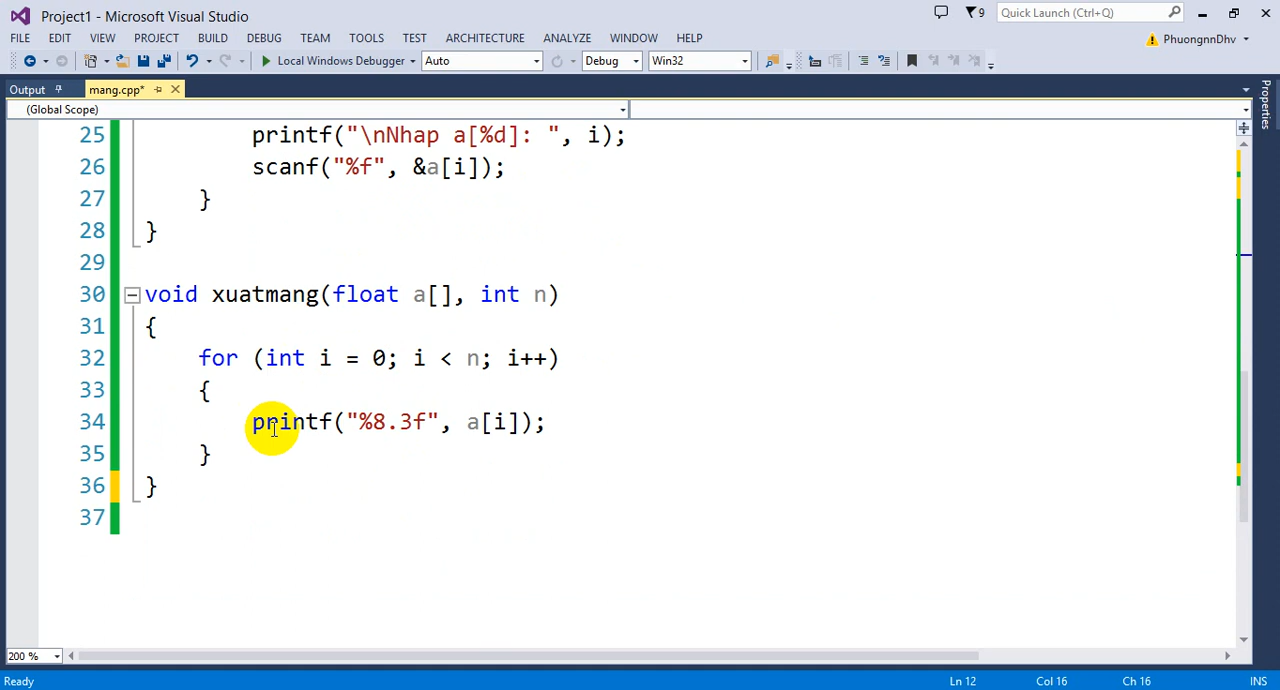 Project1 - Microsoft Visual Studio
9
Quick Launch (Ctrl+Q)
FILE EDIT VIEW PROJECT BUILD DEBUG TEAM TOOLS TEST ARCHITECTURE ANALYZE WINDOW HELP
PhuongnnDhv
Local Windows Debugger Auto Debug Win32
Output mang.cpp*
Properties
(Global Scope)
25 printf("\nNhap a[%d]: ", i);
26 scanf("%f", &a[i]);
27 }
28 }
29
30 void xuatmang(float a[], int n)
31 {
32 for (int i = 0; i < n; i++)
33 {
34 printf("%8.3f", a[i]);
35 }
36 }
37
200 %
Ready Ln 12 Col 16 Ch 16 INS